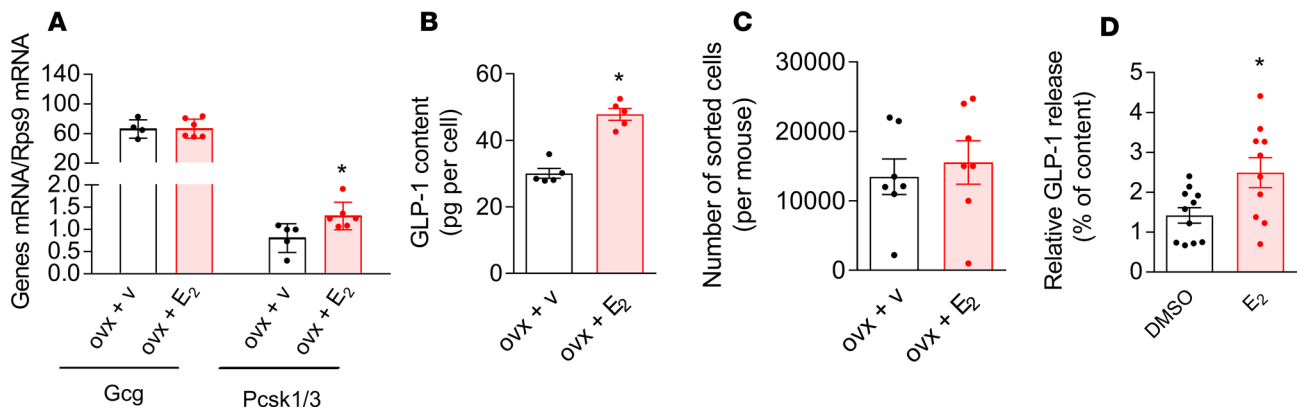 A
Genes mRNA/Rps9 mRNA
140
100
60
20
2.0
1.5
1.0
0.5
0.0
*
ovx + v
ovx + E2
ovx + v
ovx + E2
Gcg
Pcsk1/3
B
GLP-1 content
(pg per cell)
60
40
20
0
*
ovx + v
ovx + E2
C
Number of sorted cells
(per mouse)
30000
20000
10000
0
ovx + v
ovx + E2
D
Relative GLP-1 release
(% of content)
5
4
3
2
1
0
*
DMSO
E2